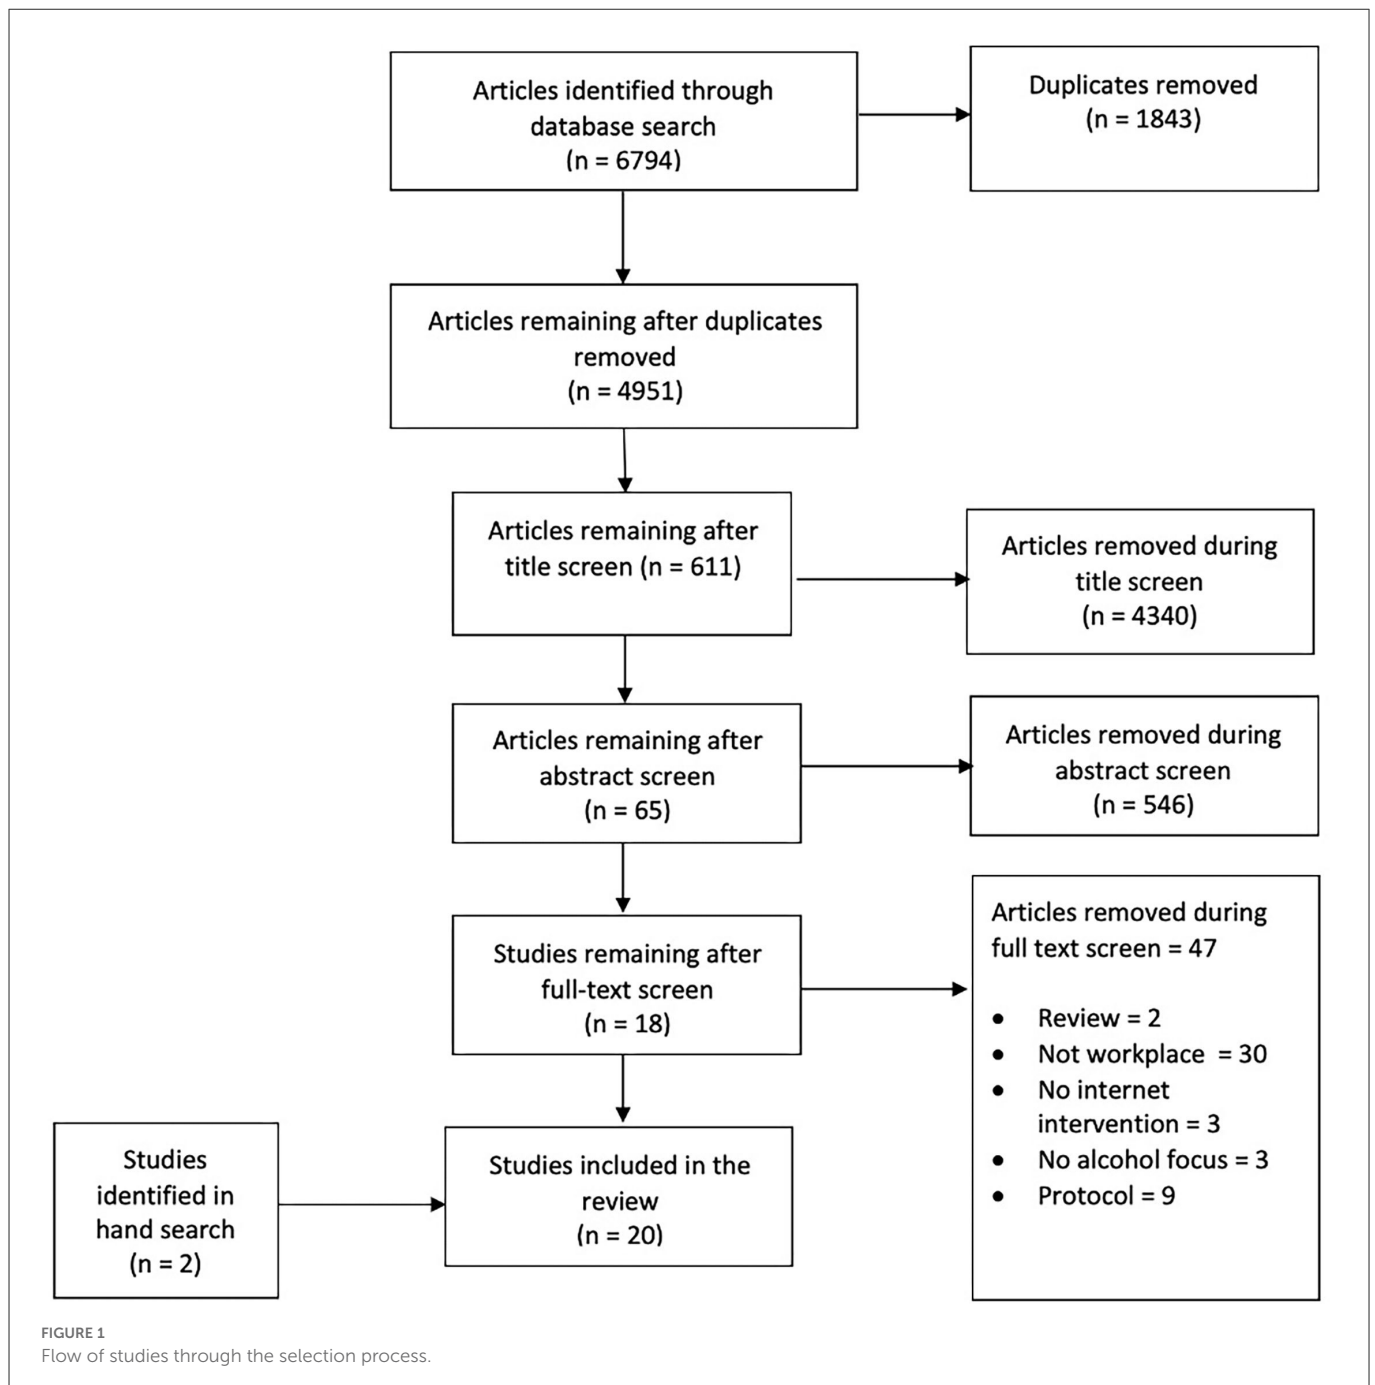 Articles identified through
database search
(n = 6794)
Duplicates removed
(n = 1843)
Articles remaining after duplicates
removed
(n = 4951)
Articles remaining after
title screen (n = 611)
Articles removed during
title screen
(n = 4340)
Articles remaining after
abstract screen
(n = 65)
Articles removed during
abstract screen
(n = 546)
Studies remaining after
full-text screen
(n = 18)
Articles removed during
full text screen = 47
• Review = 2
• Not workplace = 30
• No internet
intervention = 3
• No alcohol focus = 3
• Protocol = 9
Studies
identified in
hand search
(n = 2)
Studies included in the
review
(n = 20)
FIGURE 1
Flow of studies through the selection process.